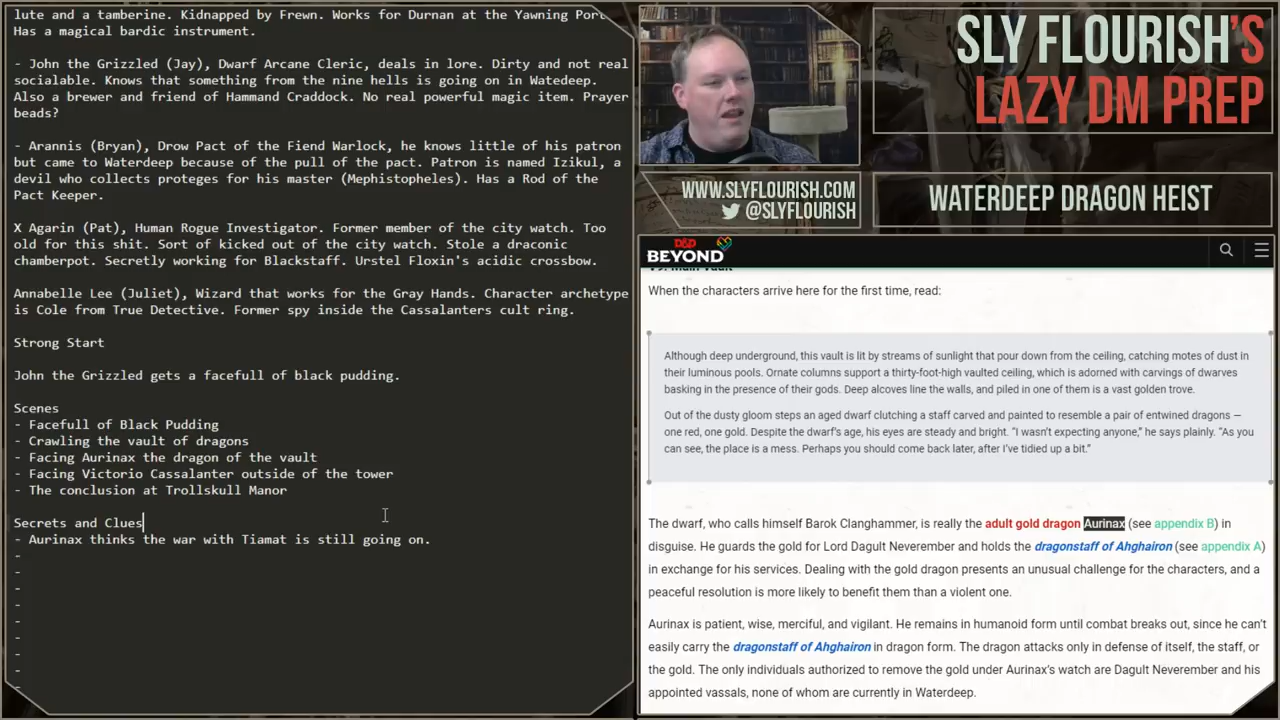 lute and a tamberine. Kidnapped by Frewn. Works for Durnan at the Yawning
Has a magical bardic instrument.
- John the Grizzled (Jay), Dwarf Arcane Cleric, deals in lore. Dirty and not real
socialable. Knows that something from the nine hells is going on in Watedeep.
Also a brewer and friend of Hammand Craddock. No real powerful magic item. Prayer
beads?
- Arannis (Bryan), Drow Pact of the Fiend Warlock, he knows little of his patron
but came to Waterdeep because of the pull of the pact. Patron is named Izikul, a
devil who collects proteges for his master (Mephistopheles). Has a Rod of the
Pact Keeper.
X Agarin (Pat), Human Rogue Investigator. Former member of the city watch. Too
old for this shit. Sort of kicked out of the city watch. Stole a draconic
chamberpot. Secretly working for Blackstaff. Urstel Floxin's acidic crossbow.
Annabelle Lee (Juliet), Wizard that works for the Gray Hands. Character archetype
is Cole from True Detective. Former spy inside the Cassalanters cult ring.
Strong Start
John the Grizzled gets a facefull of black pudding.
Scenes
- Facefull of Black Pudding
- Crawling the vault of dragons
- Facing Aurinax the dragon of the vault
- Facing Victorio Cassalanter outside of the tower
- The conclusion at Trollskull Manor
Secrets and Clues
- Aurinax thinks the war with Tiamat is still going on.
-
-
-
-
-
-
-
-
-
SLY FLOURISH'S
LAZY DM PREP
WWW.SLYFLOURISH.COM
@SLYFLOURISH
WATERDEEP DRAGON HEIST
D&D
BEYOND
V9. Main Vault
When the characters arrive here for the first time, read:
Although deep underground, this vault is lit by streams of sunlight that pour down from the ceiling, catching motes of dust in
their luminous pools. Ornate columns support a thirty-foot-high vaulted ceiling, which is adorned with carvings of dwarves
basking in the presence of their gods. Deep alcoves line the walls, and piled in one of them is a vast golden trove.
Out of the dusty gloom steps an aged dwarf clutching a staff carved and painted to resemble a pair of entwined dragons —
one red, one gold. Despite the dwarf's age, his eyes are steady and bright. “I wasn't expecting anyone,” he says plainly. “As you
can see, the place is a mess. Perhaps you should come back later, after I've tidied up a bit.”
The dwarf, who calls himself Barok Clanghammer, is really the adult gold dragon Aurinax (see appendix B) in
disguise. He guards the gold for Lord Dagult Neverember and holds the dragonstaff of Ahghairon (see appendix A)
in exchange for his services. Dealing with the gold dragon presents an unusual challenge for the characters, and a
peaceful resolution is more likely to benefit them than a violent one.
Aurinax is patient, wise, merciful, and vigilant. He remains in humanoid form until combat breaks out, since he can't
easily carry the dragonstaff of Ahghairon in dragon form. The dragon attacks only in defense of itself, the staff, or
the gold. The only individuals authorized to remove the gold under Aurinax's watch are Dagult Neverember and his
appointed vassals, none of whom are currently in Waterdeep.